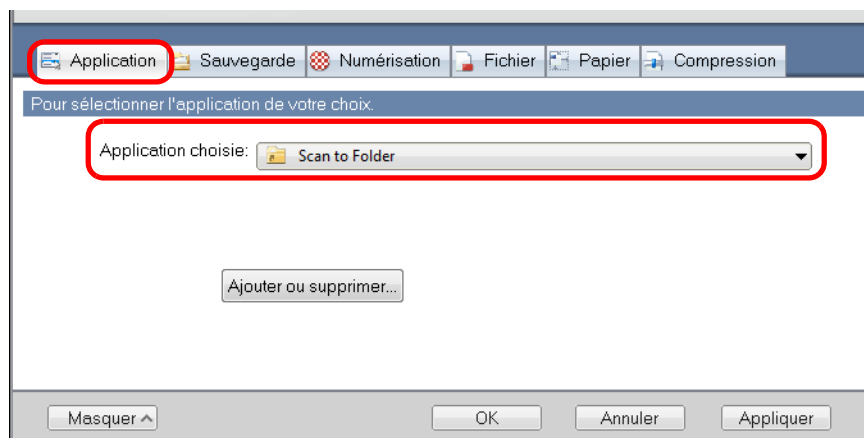 Application Sauvegarde Numérisation Fichier Papier Compression
Pour sélectionner l'application de votre choix.
Application choisie: Scan to Folder
Ajouter ou supprimer...
Masquer OK Annuler Appliquer